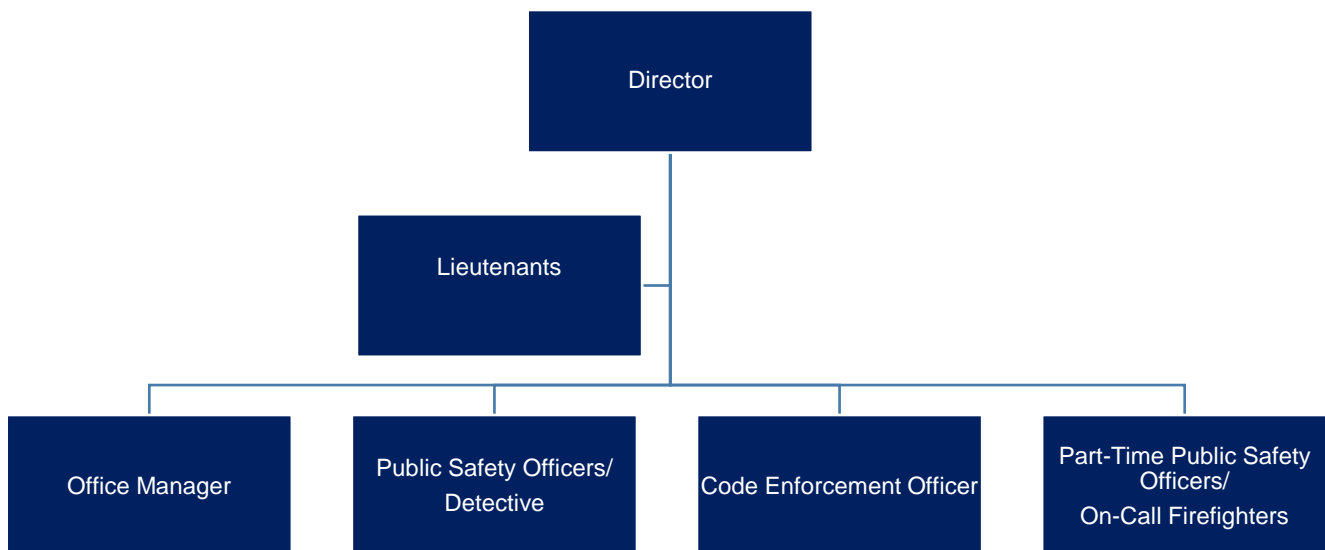 Director
Lieutenants
Office Manager
Public Safety Officers/
Detective
Code Enforcement Officer
Part-Time Public Safety
Officers/
On-Call Firefighters